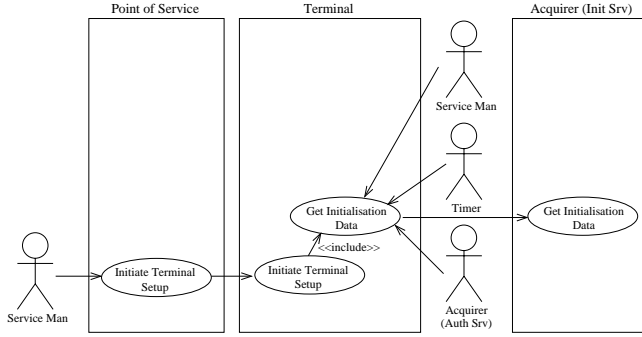 Point of Service
Terminal
Acquirer (Init Srv)
Service Man
Timer
Get Initialisation
Data
Get Initialisation
Data
<<include>>
Initiate Terminal
Setup
Initiate Terminal
Setup
Service Man
Acquirer
(Auth Srv)